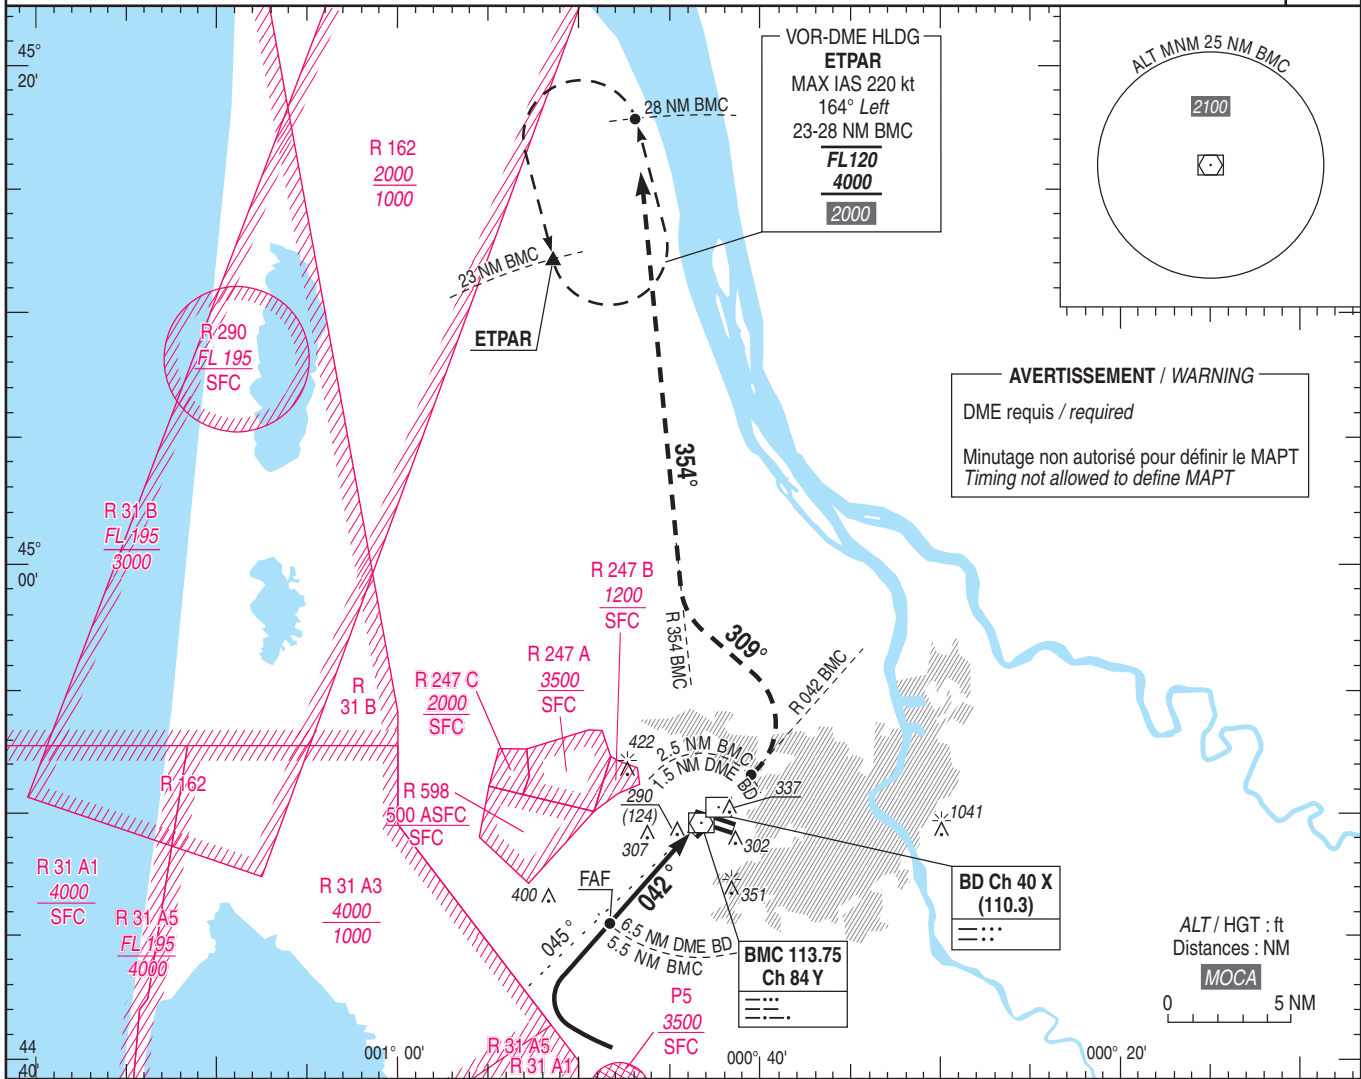 45°
20'
R 162
2000
1000
28 NM BMC
VOR-DME HLDG
ETPAR
MAX IAS 220 kt
164° Left
23-28 NM BMC
FL120
4000
2000
ALT MNM 25 NM BMC
2100
23 NM BMC
ETPAR
R 290
FL 195
SFC
AVERTISSEMENT / WARNING
DME requis / required
Minutage non autorisé pour définir le MAPT
Timing not allowed to define MAPT
354°
R 31 B
FL 195
3000
45°
00'
R 247 B
1200
SFC
R 354 BMC
309°
R 247 A
3500
SFC
R 042 BMC
R 247 C
2000
SFC
R
31 B
422
2.5 NM BMC
1.5 NM DME BD
R 162
R 598
500 ASFC
SFC
290
(124)
337
307
302
1041
R 31 A1
4000
SFC
R 31 A3
4000
1000
400
FAF
042°
351
BD Ch 40 X
(110.3)
R 31 A5
FL 195
4000
045°
6.5 NM DME BD
5.5 NM BMC
BMC 113.75
Ch 84 Y
ALT / HGT : ft
Distances : NM
MOCA
0 5 NM
P5
3500
SFC
R 31 A5
R 31 A1
44
40'
001° 00'
000° 40'
000° 20'